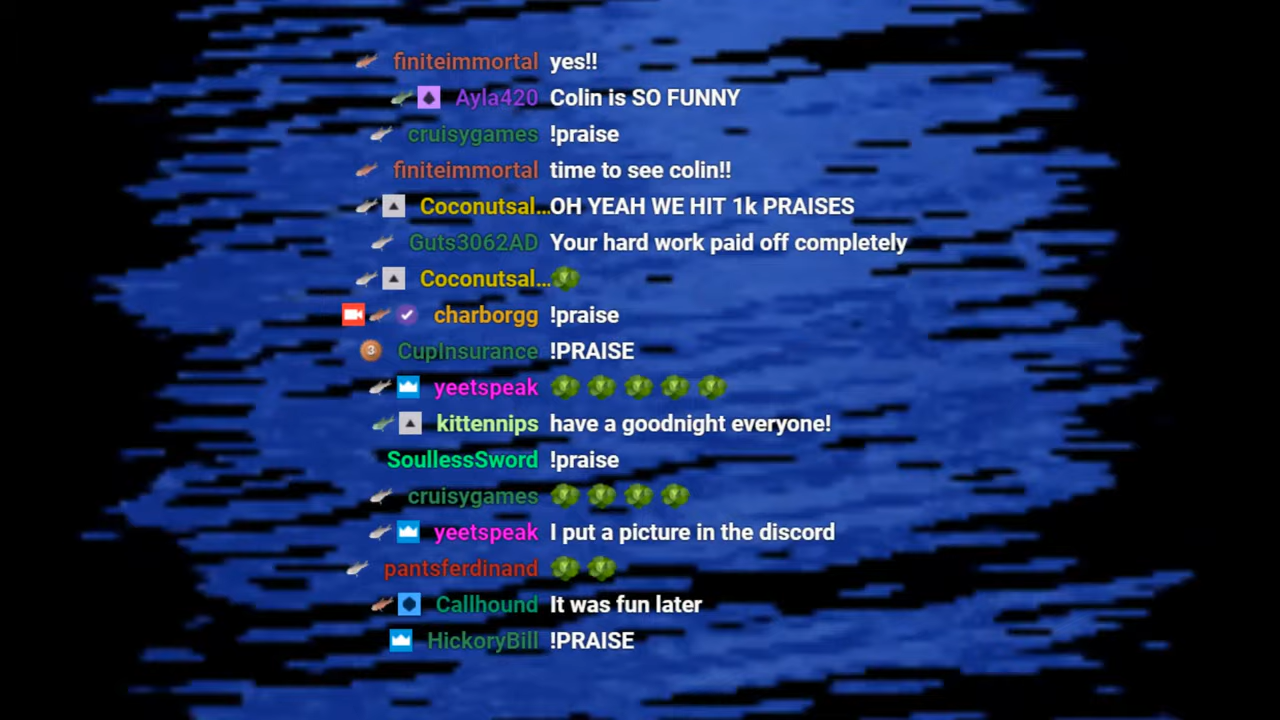 finiteimmortal yes!!
Ayla420 Colin is SO FUNNY
cruisygames !praise
finiteimmortal time to see colin!!
Coconutsal... OH YEAH WE HIT 1k PRAISES
Guts3062AD Your hard work paid off completely
Coconutsal...
charborgg !praise
3 CupInsurance !PRAISE
yeetspeak
kittennips have a goodnight everyone!
SoullessSword !praise
cruisygames
yeetspeak I put a picture in the discord
pantsferdinand
Callhound It was fun later
HickoryBill !PRAISE